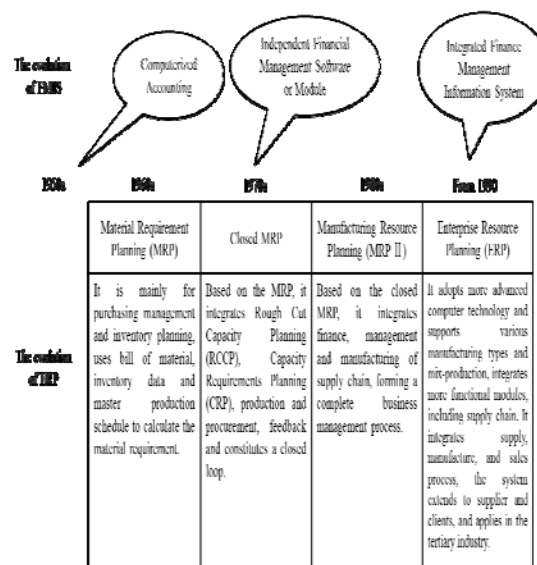 Computerised
Accounting
Independent Financial
Management Software
or Module
Integrated Finance
Management
Information System
The evolution
of FMIS
1950s
1960s
1970s
1980s
From 1990
Material Requirement
Planning (MRP)
Closed MRP
Manufacturing Resource
Planning (MRP II)
Enterprise Resource
Planning (ERP)
The evolution
of ERP
It is mainly for
purchasing management
and inventory planning,
uses bill of material,
inventory data and
master production
schedule to calculate the
material requirement.
Based on the MRP, it
integrates Rough Cut
Capacity Planning
(RCCP), Capacity
Requirements Planning
(CRP), production and
procurement, feedback
and constitutes a closed
loop.
Based on the closed
MRP, it integrates
finance, management
and manufacturing of
supply chain, forming a
complete business
management process.
It adopts more advanced
computer technology and
supports various
manufacturing types and
mix-production, integrates
more functional modules,
including supply chain. It
integrates supply,
manufacture, and sales
process, the system
extends to supplier and
clients, and applies in the
tertiary industry.